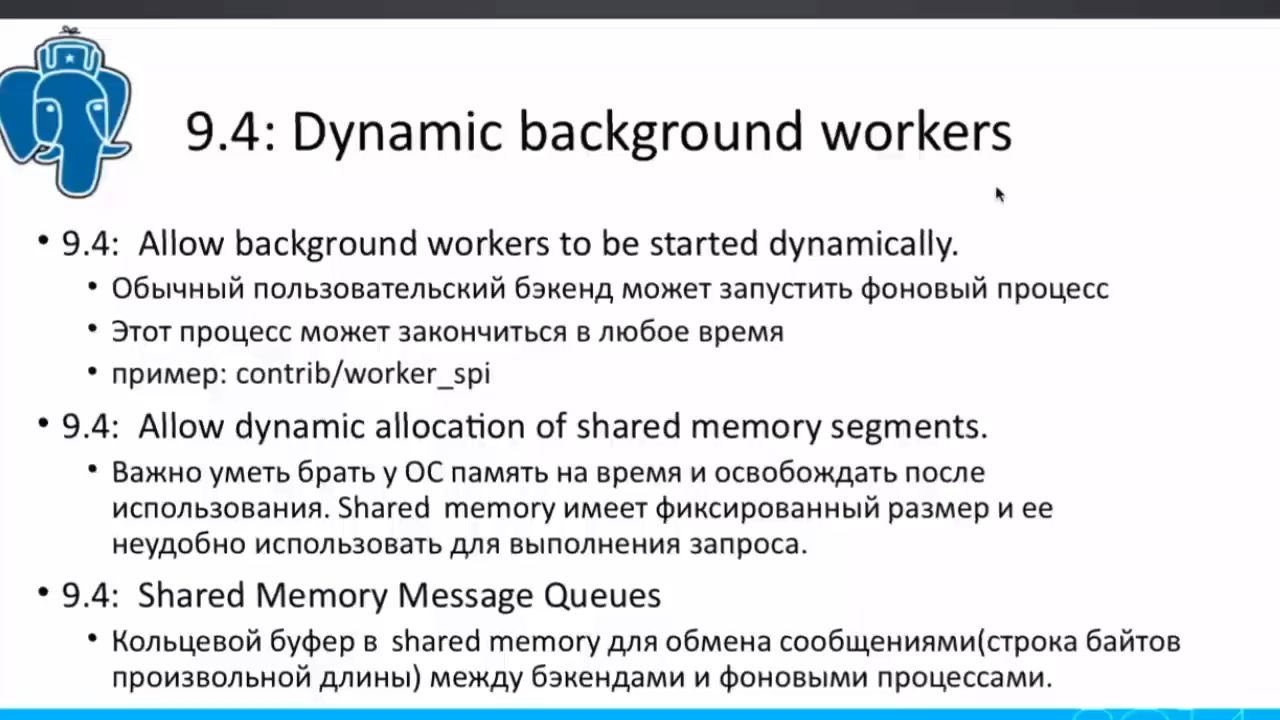 9.4: Dynamic background workers
• 9.4: Allow background workers to be started dynamically.
• Обычный пользовательский бэкенд может запустить фоновый процесс
• Этот процесс может закончиться в любое время
• пример: contrib/worker_spi
• 9.4: Allow dynamic allocation of shared memory segments.
• Важно уметь брать у ОС память на время и освобождать после
использования. Shared memory имеет фиксированный размер и ее
неудобно использовать для выполнения запроса.
• 9.4: Shared Memory Message Queues
• Кольцевой буфер в shared memory для обмена сообщениями(строка байтов
произвольной длины) между бэкендами и фоновыми процессами.